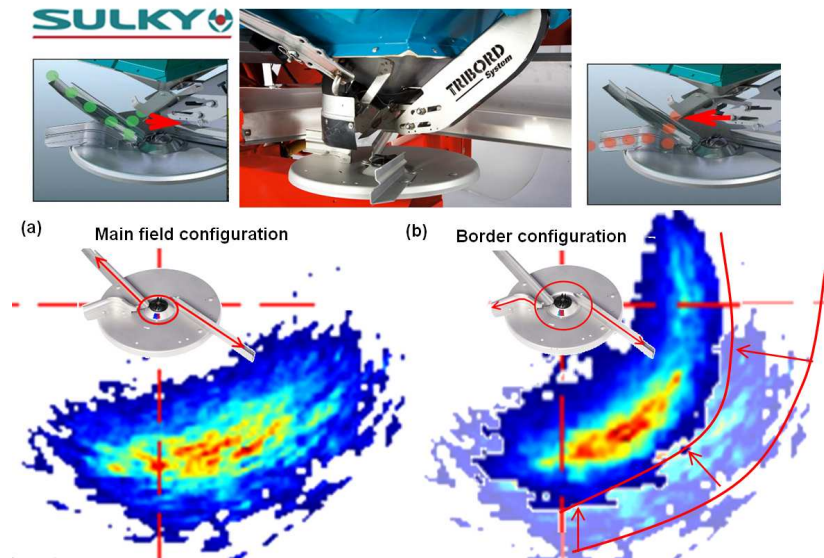 SULKY
TRIBORD
System
(a)
Main field configuration
(b)
Border configuration